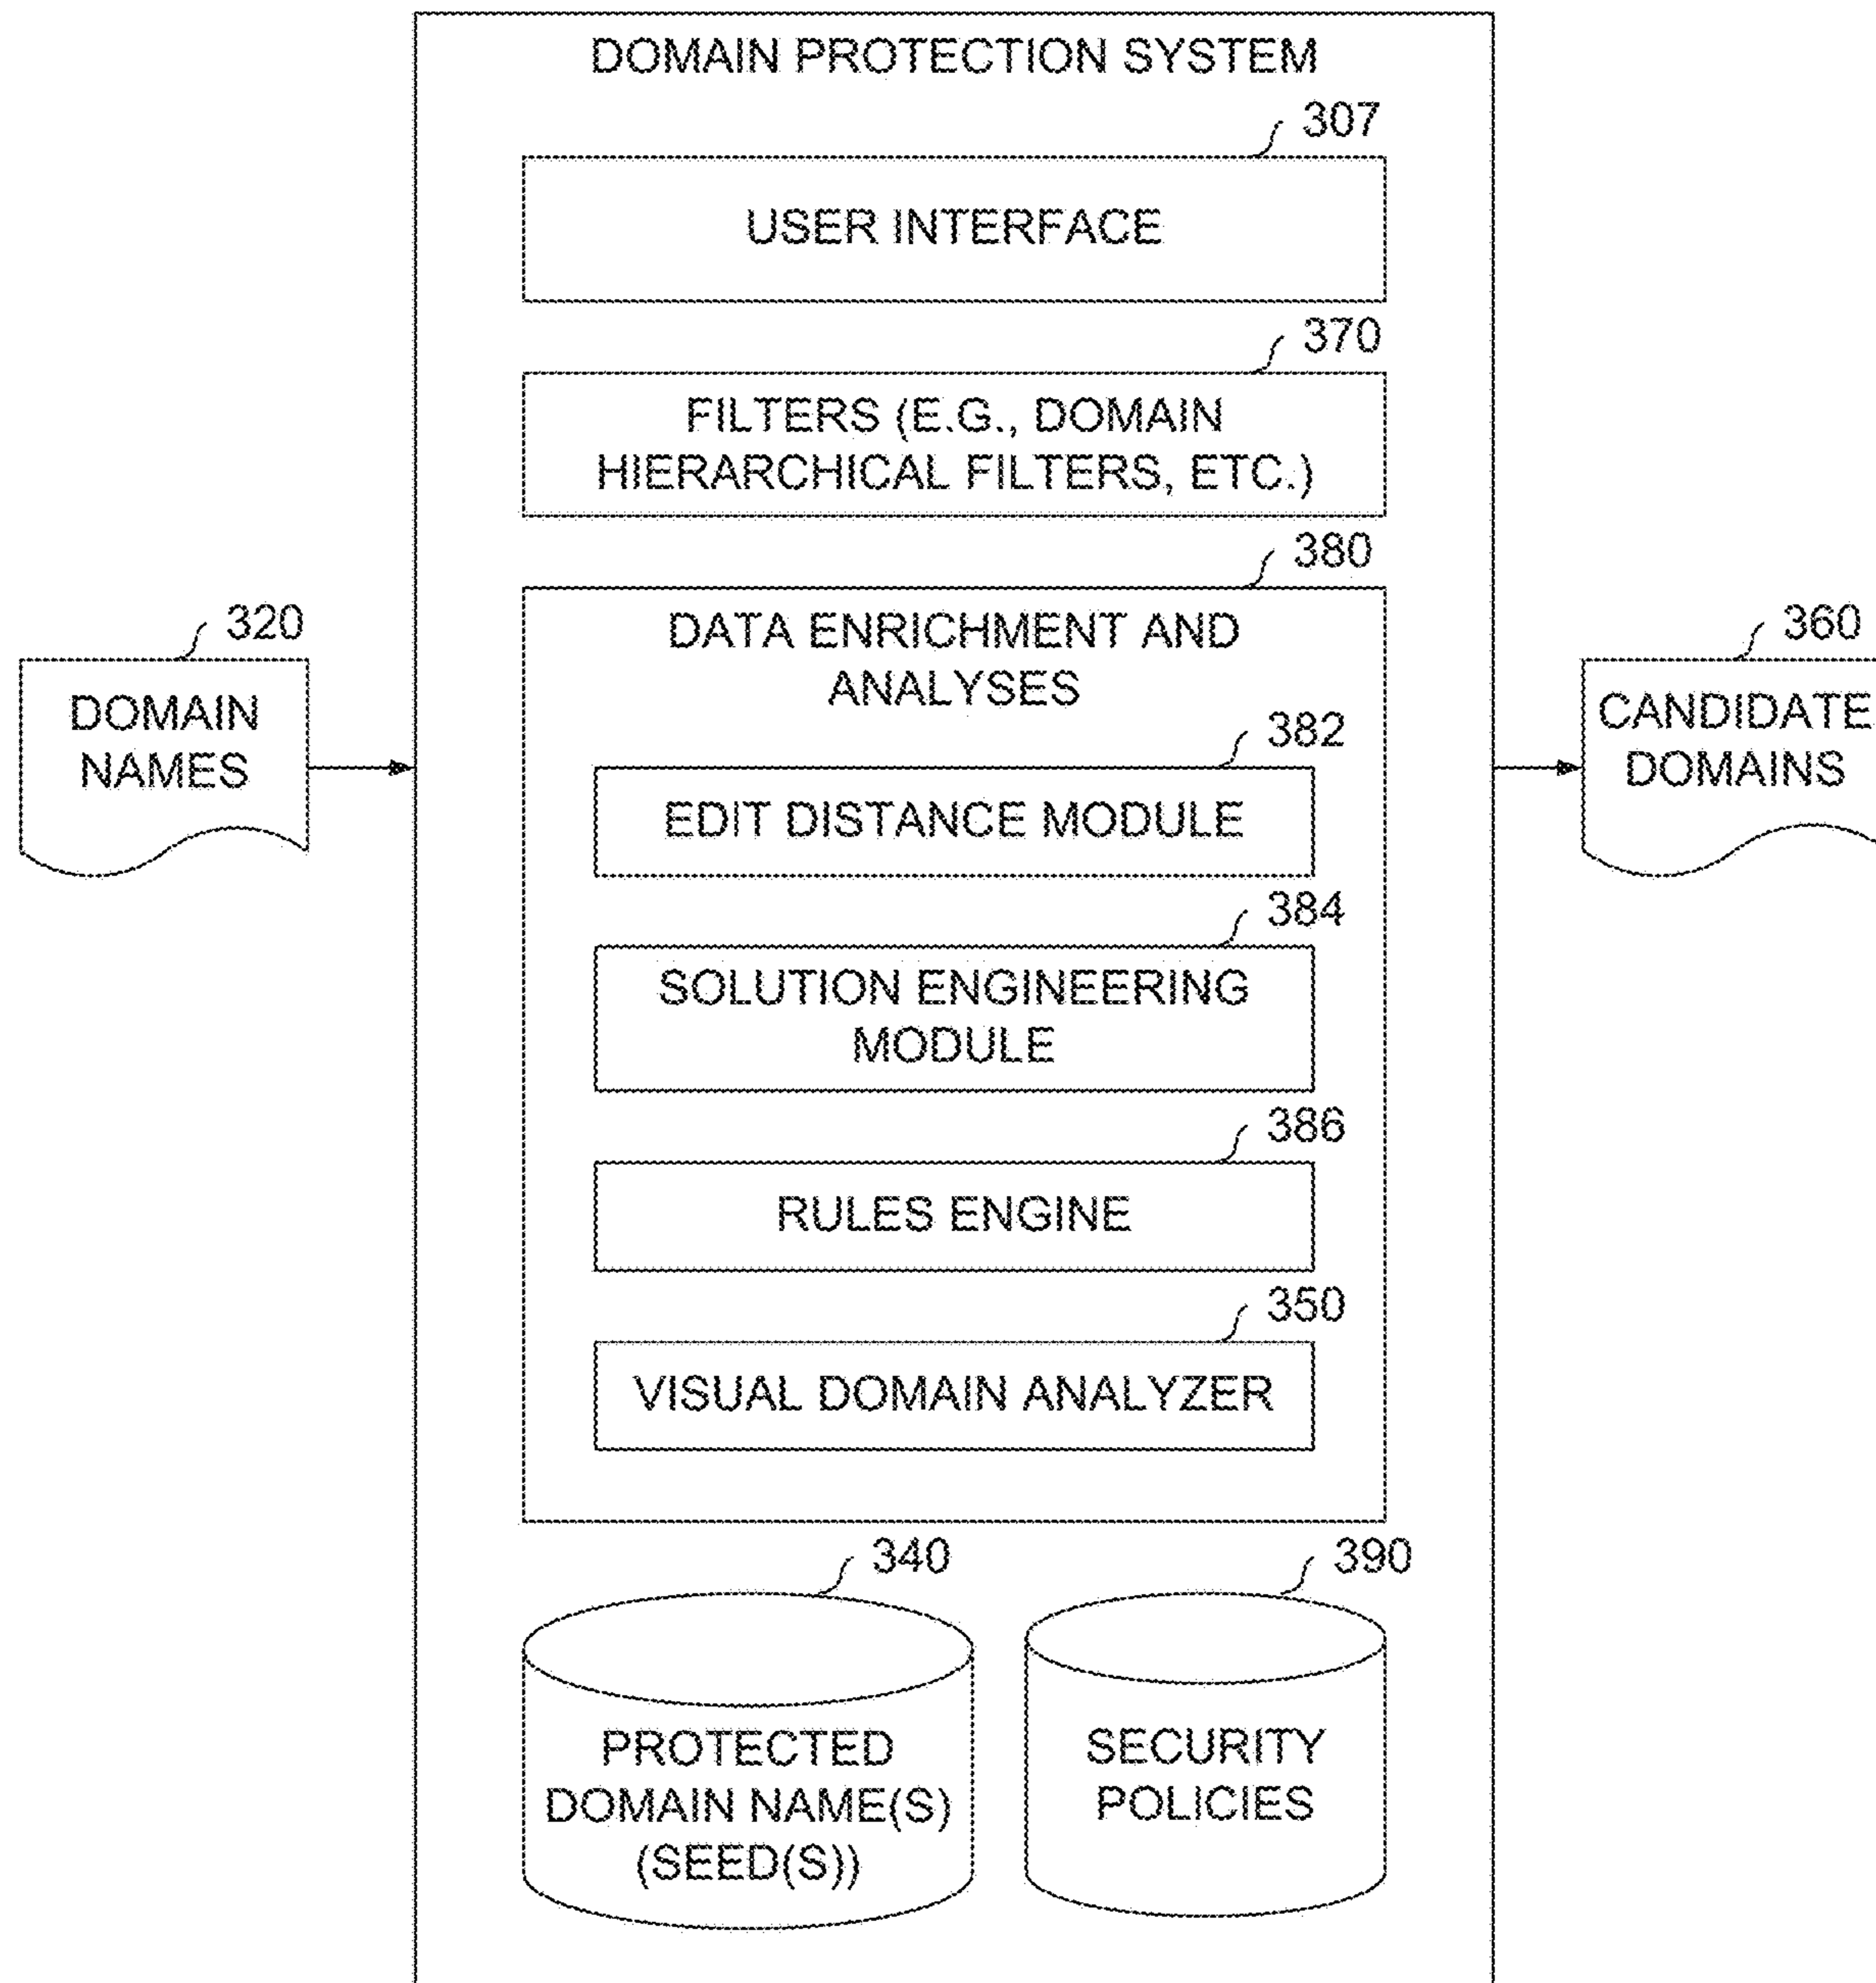 DOMAIN PROTECTION SYSTEM
307
USER INTERFACE
370
FILTERS (E.G., DOMAIN
HIERARCHICAL FILTERS, ETC.)
380
DATA ENRICHMENT AND
ANALYSES
320
DOMAIN
NAMES
360
CANDIDATE
DOMAINS
382
EDIT DISTANCE MODULE
384
SOLUTION ENGINEERING
MODULE
386
RULES ENGINE
350
VISUAL DOMAIN ANALYZER
340
PROTECTED
DOMAIN NAME(S)
(SEED(S))
390
SECURITY
POLICIES